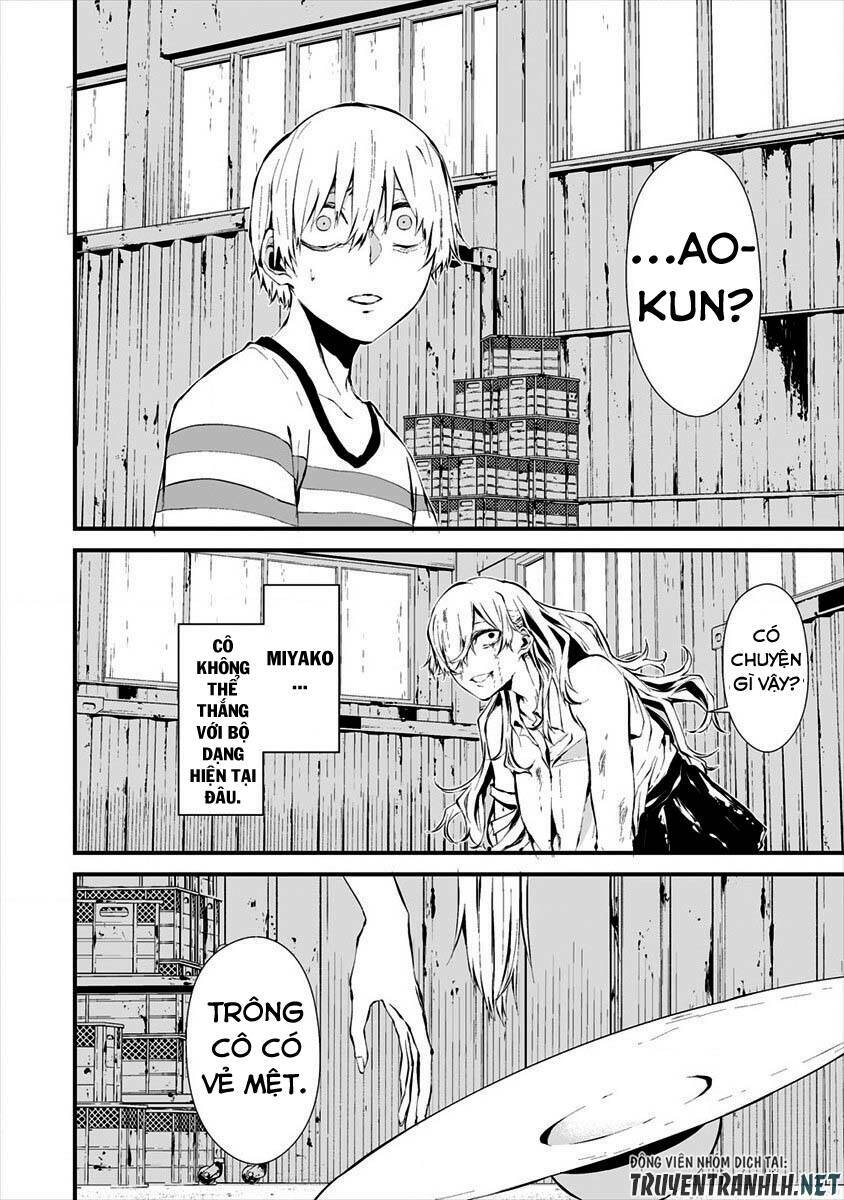 ...AO-
KUN?
CÓ
CHUYỆN
GÌ VẬY?
MIYAKO
...
CÔ
KHÔNG
THỂ
THẮNG
VỚI BỘ
DẠNG
HIỆN TẠI
ĐÂU.
TRÔNG
CÔ CÓ
VẺ MỆT.
ĐỘNG VIÊN NHÓM DỊCH TẠI:
TRUYENTRANHLH.NET